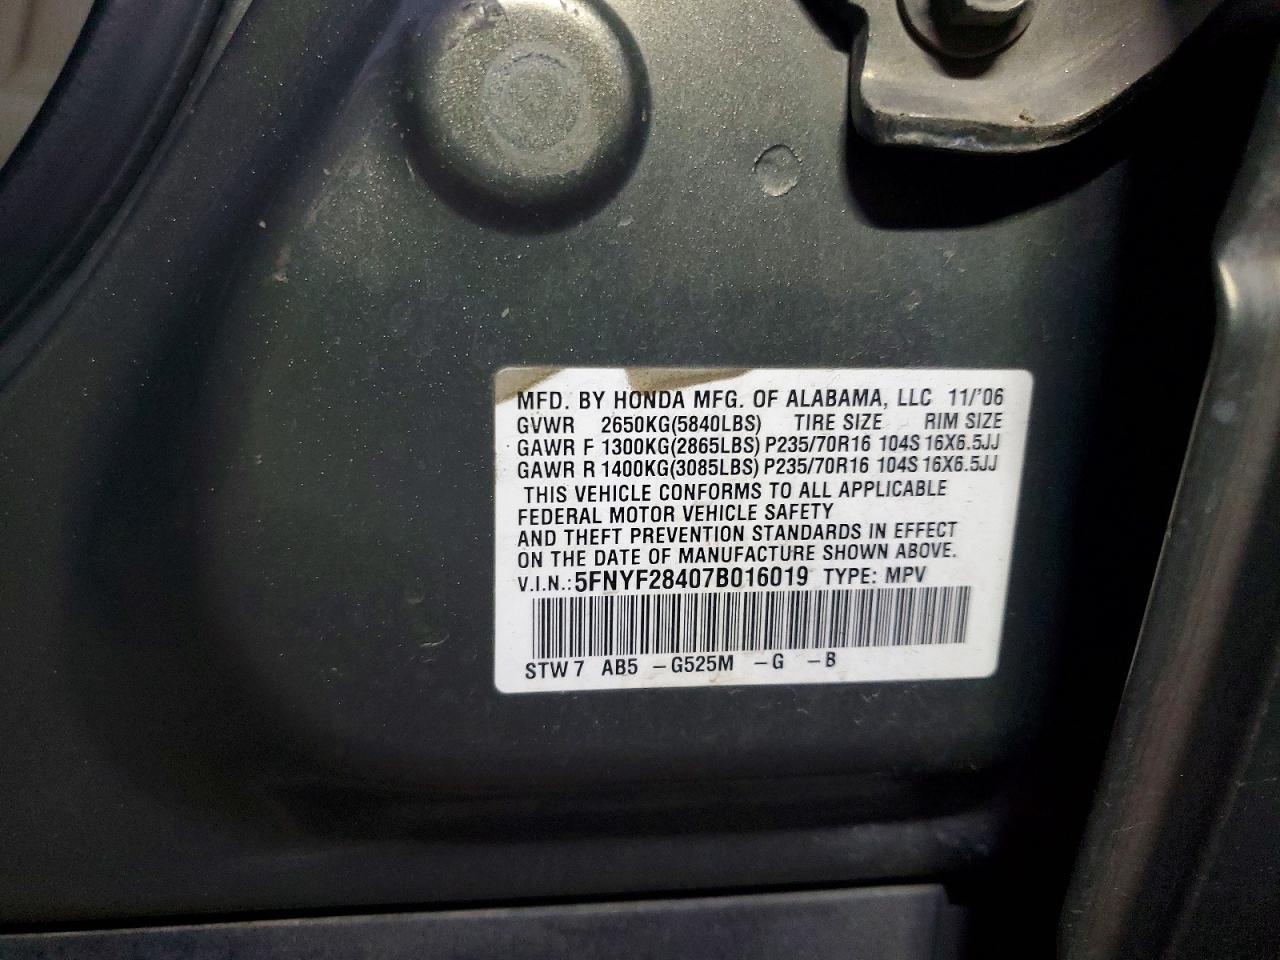 MFD. BY HONDA MFG. OF ALABAMA, LLC 11/'06
GVWR 2650KG(5840LBS) TIRE SIZE RIM SIZE
GAWR F 1300KG(2865LBS) P235/70R16 104S 16X6.5JJ
GAWR R 1400KG(3085LBS) P235/70R16 104S 16X6.5JJ
THIS VEHICLE CONFORMS TO ALL APPLICABLE
FEDERAL MOTOR VEHICLE SAFETY
AND THEFT PREVENTION STANDARDS IN EFFECT
ON THE DATE OF MANUFACTURE SHOWN ABOVE.
V.I.N.: 5FNYF28407B016019 TYPE: MPV
STW 7 AB5 -G525M -G -B